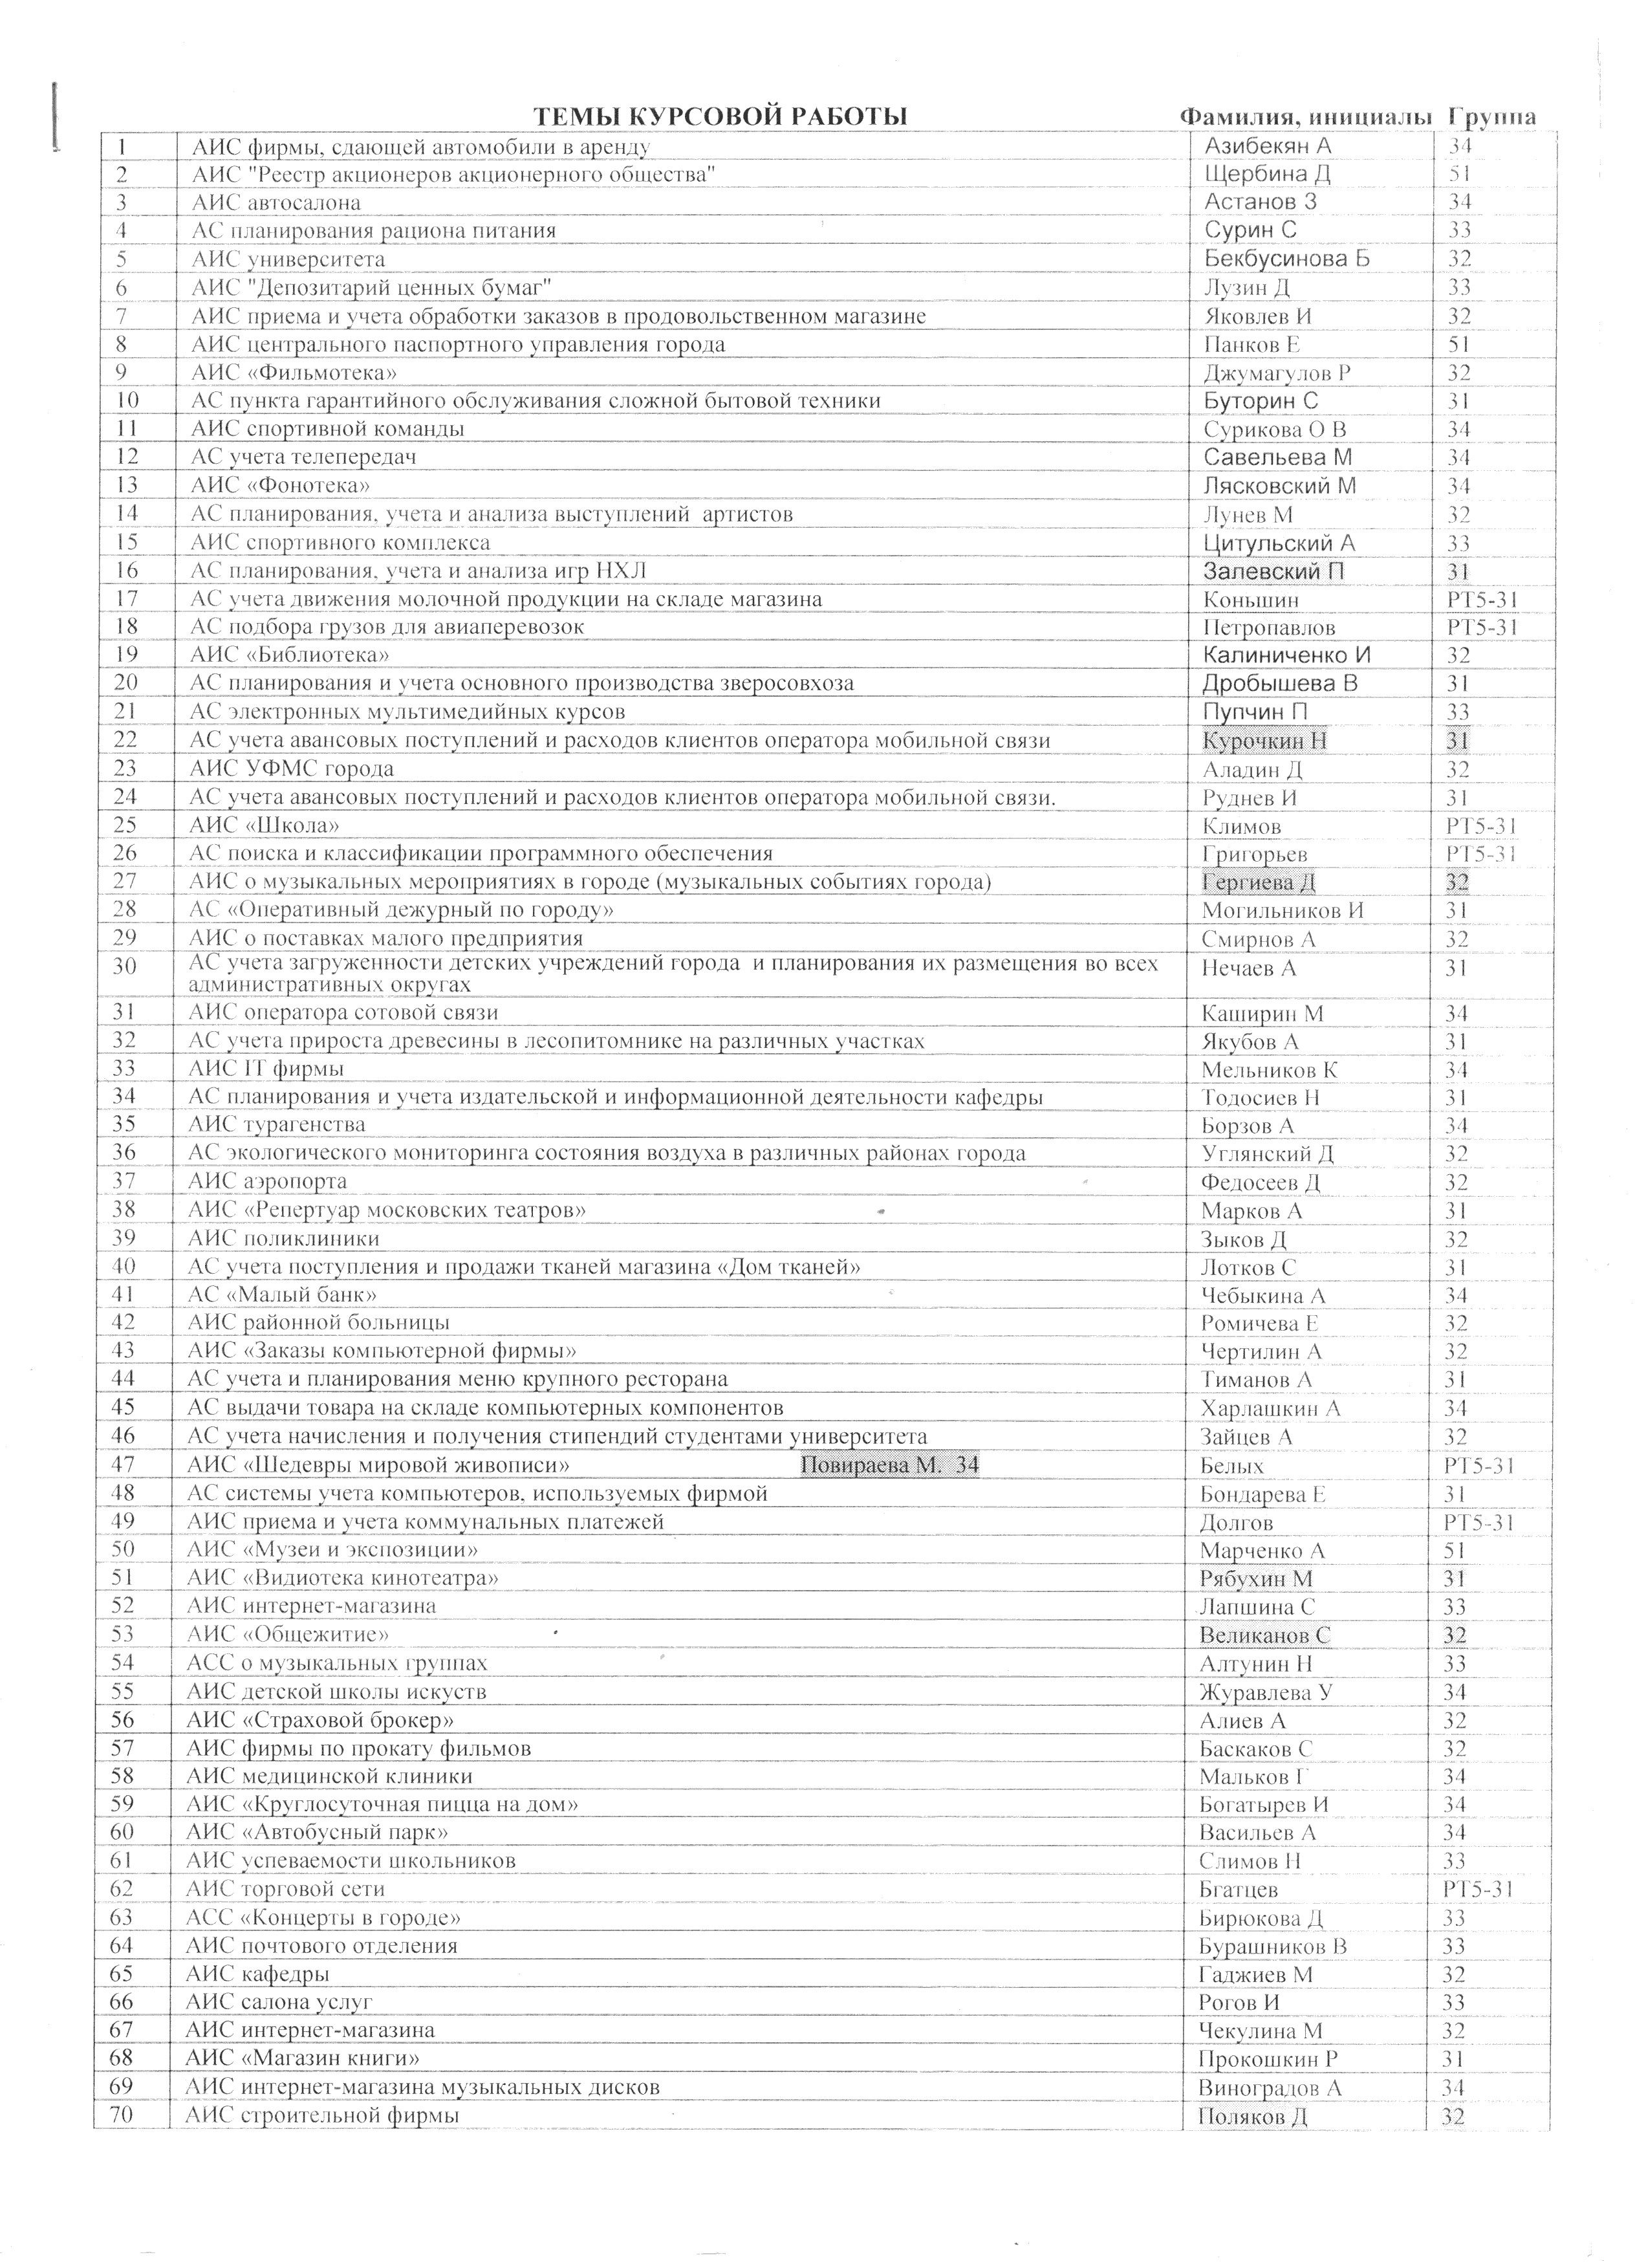 ТЕМЫ КУРСОВОЙ РАБОТЫ Фамилия, инициалы Группа
1 АИС фирмы, сдающей автомобили в аренду Азибекян А 34
2 АИС "Реестр акционеров акционерного общества" Щербина Д 51
3 АИС автосалона Астанов З 34
4 АС планирования рациона питания Сурин С 33
5 АИС университета Бекбусинова Б 32
6 АИС "Депозитарий ценных бумаг" Лузин Д 33
7 АИС приема и учета обработки заказов в продовольственном магазине Яковлев И 32
8 АИС центрального паспортного управления города Панков Е 51
9 АИС «Фильмотека» Джумагулов Р 32
10 АС пункта гарантийного обслуживания сложной бытовой техники Буторин С 31
11 АИС спортивной команды Сурикова О В 34
12 АС учета телепередач Савельева М 34
13 АИС «Фонотека» Лясковский М 34
14 АС планирования, учета и анализа выступлений артистов Лунев М 32
15 АИС спортивного комплекса Цитульский А 33
16 АС планирования, учета и анализа игр НХЛ Залевский П 31
17 АС учета движения молочной продукции на складе магазина Коньшин РТ5-31
18 АС подбора грузов для авиаперевозок Петропавлов РТ5-31
19 АИС «Библиотека» Калиниченко И 32
20 АС планирования и учета основного производства зверосовхоза Дробышева В 31
21 АС электронных мультимедийных курсов Пупчин П 33
22 АС учета авансовых поступлений и расходов клиентов оператора мобильной связи Курочкин Н 31
23 АИС УФМС города Аладин Д 32
24 АС учета авансовых поступлений и расходов клиентов оператора мобильной связи. Руднев И 31
25 АИС «Школа» Климов РТ5-31
26 АС поиска и классификации программного обеспечения Григорьев РТ5-31
27 АИС о музыкальных мероприятиях в городе (музыкальных событиях города) Гергиева Д 32
28 АС «Оперативный дежурный по городу» Могильников И 31
29 АИС о поставках малого предприятия Смирнов А 32
30 АС учета загруженности детских учреждений города и планирования их размещения во всех Нечаев А 31
административных округах
31 АИС оператора сотовой связи Каширин М 34
32 АС учета прироста древесины в лесопитомнике на различных участках Якубов А 31
33 АИС IT фирмы Мельников К 34
34 АС планирования и учета издательской и информационной деятельности кафедры Тодосиев Н 31
35 АИС турагенства Борзов А 34
36 АС экологического мониторинга состояния воздуха в различных районах города Углянский Д 32
37 АИС аэропорта Федосеев Д 32
38 АИС «Репертуар московских театров» Марков А 31
39 АИС поликлиники Зыков Д 32
40 АС учета поступления и продажи тканей магазина «Дом тканей» Лотков С 31
41 АС «Малый банк» Чебыкина А 34
42 АИС районной больницы Ромичева Е 32
43 АИС «Заказы компьютерной фирмы» Чертилин А 32
44 АС учета и планирования меню крупного ресторана Тиманов А 31
45 АС выдачи товара на складе компьютерных компонентов Харлашкин А 34
46 АС учета начисления и получения стипендий студентами университета Зайцев А 32
47 АИС «Шедевры мировой живописи» Повираева М. 34 Белых РТ5-31
48 АС системы учета компьютеров, используемых фирмой Бондарева Е 31
49 АИС приема и учета коммунальных платежей Долгов РТ5-31
50 АИС «Музеи и экспозиции» Марченко А 51
51 АИС «Видиотека кинотеатра» Рябухин М 31
52 АИС интернет-магазина Лапшина С 33
53 АИС «Общежитие» Великанов С 32
54 АСС о музыкальных группах Алтунин Н 33
55 АИС детской школы искуств Журавлева У 34
56 АИС «Страховой брокер» Алиев А 32
57 АИС фирмы по прокату фильмов Баскаков С 32
58 АИС медицинской клиники Мальков Г 34
59 АИС «Круглосуточная пицца на дом» Богатырев И 34
60 АИС «Автобусный парк» Васильев А 34
61 АИС успеваемости школьников Слимов Н 33
62 АИС торговой сети Бгатцев РТ5-31
63 АСС «Концерты в городе» Бирюкова Д 33
64 АИС почтового отделения Бурашников В 33
65 АИС кафедры Гаджиев М 32
66 АИС салона услуг Рогов И 33
67 АИС интернет-магазина Чекулина М 32
68 АИС «Магазин книги» Прокошкин Р 31
69 АИС интернет-магазина музыкальных дисков Виноградов А 34
70 АИС строительной фирмы Поляков Д 32